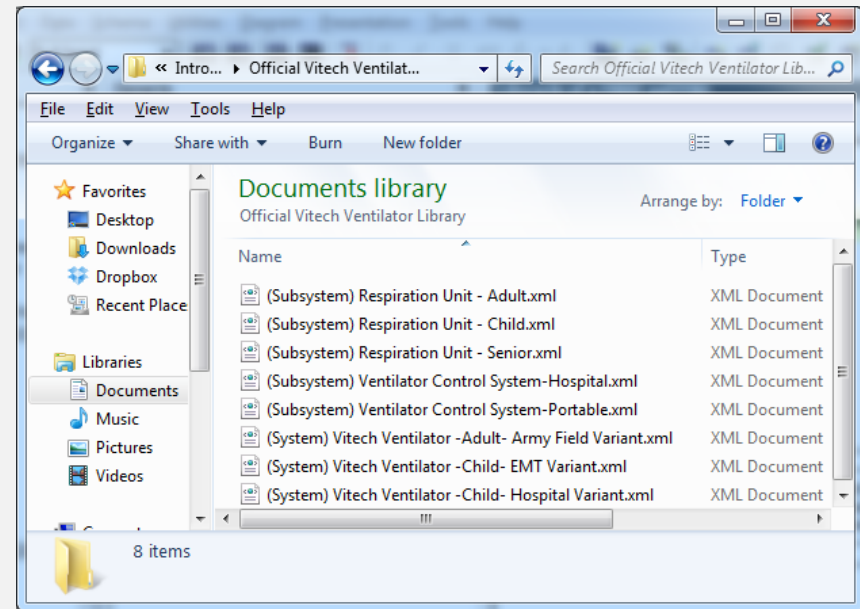 « Intro... ▸ Official Vitech Ventilat...
Search Official Vitech Ventilator Lib...
File Edit View Tools Help
Organize Share with Burn New folder
Favorites
Desktop
Downloads
Dropbox
Recent Place
Libraries
Documents
Music
Pictures
Videos
Documents library
Official Vitech Ventilator Library
Arrange by: Folder
Name Type
(Subsystem) Respiration Unit - Adult.xml XML Document
(Subsystem) Respiration Unit - Child.xml XML Document
(Subsystem) Respiration Unit - Senior.xml XML Document
(Subsystem) Ventilator Control System-Hospital.xml XML Document
(Subsystem) Ventilator Control System-Portable.xml XML Document
(System) Vitech Ventilator -Adult- Army Field Variant.xml XML Document
(System) Vitech Ventilator -Child- EMT Variant.xml XML Document
(System) Vitech Ventilator -Child- Hospital Variant.xml XML Document
8 items